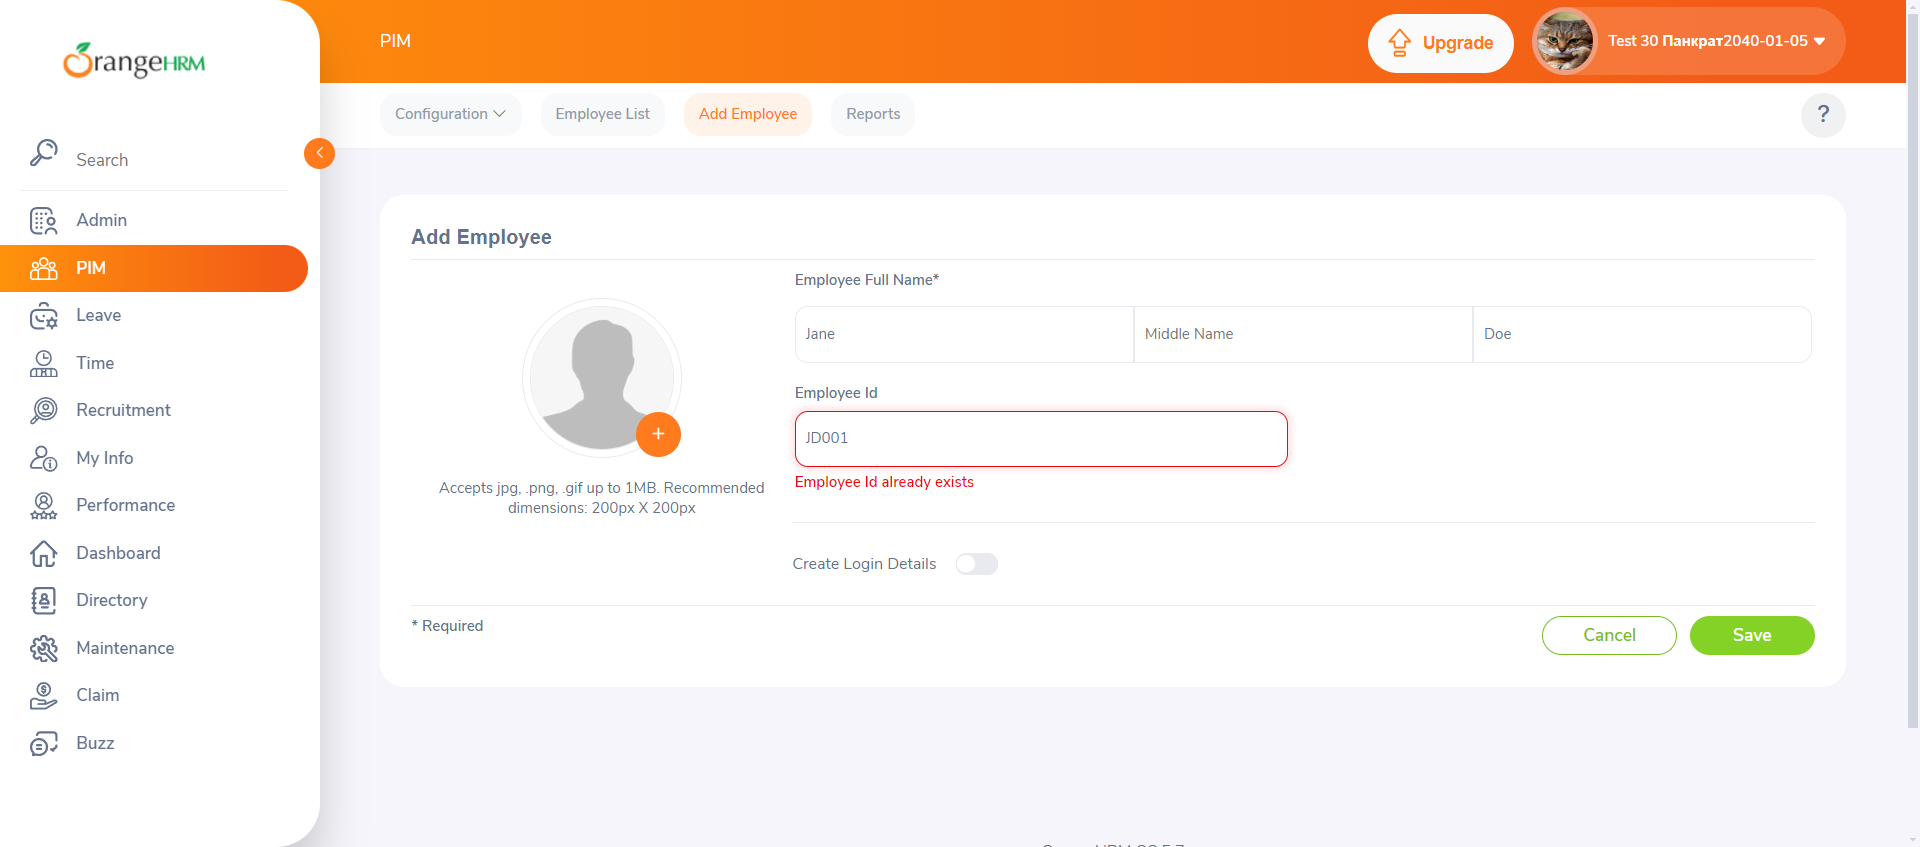 OrangeHRM
Search
Admin
PIM
Leave
Time
Recruitment
My Info
Performance
Dashboard
Directory
Maintenance
Claim
Buzz
PIM
Upgrade
Test 30 Панкрат2040-01-05
Configuration
Employee List
Add Employee
Reports
?
Add Employee
Accepts jpg, .png, .gif up to 1MB. Recommended
dimensions: 200px X 200px
Employee Full Name*
Jane
Middle Name
Doe
Employee Id
JD001
Employee Id already exists
Create Login Details
* Required
Cancel
Save